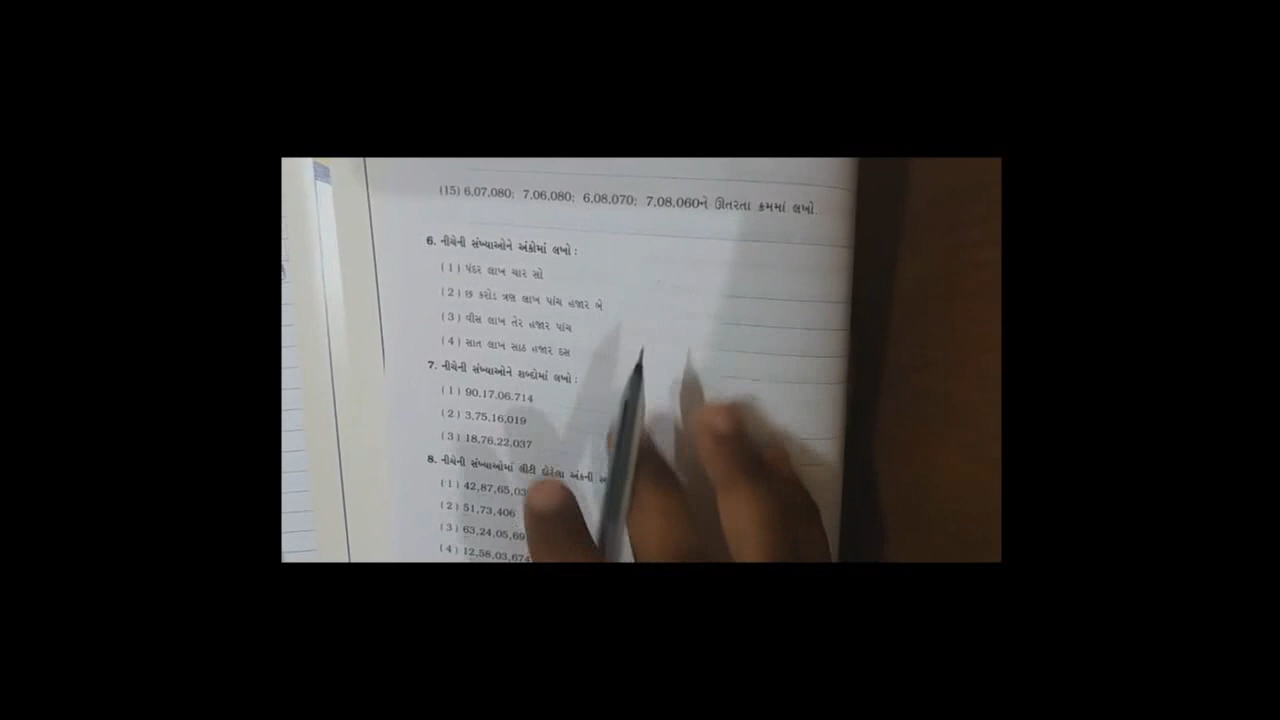 (15) 6,07,080; 7,06,080; 6,08,070; 7,08,060ને ઊતરતા ક્રમમાં લખો.
6. નીચેની સંખ્યાઓને અંકોમાં લખો :
(1) પંદર લાખ ચાર સો
(2) છ કરોડ ત્રણ લાખ પાંચ હજાર બે
(3) વીસ લાખ તેર હજાર પાંચ
(4) સાત લાખ સાઠ હજાર દસ
7. નીચેની સંખ્યાઓને શબ્દોમાં લખો :
(1) 90,17,06,714
(2) 3,75,16,019
(3) 18,76,22,037
8. નીચેની સંખ્યાઓમાં લીટી દોરેલા અંકની
(1) 42,87,65,03
(2) 51,73,406
(3) 63,24,05,69
(4) 12,58,03,674